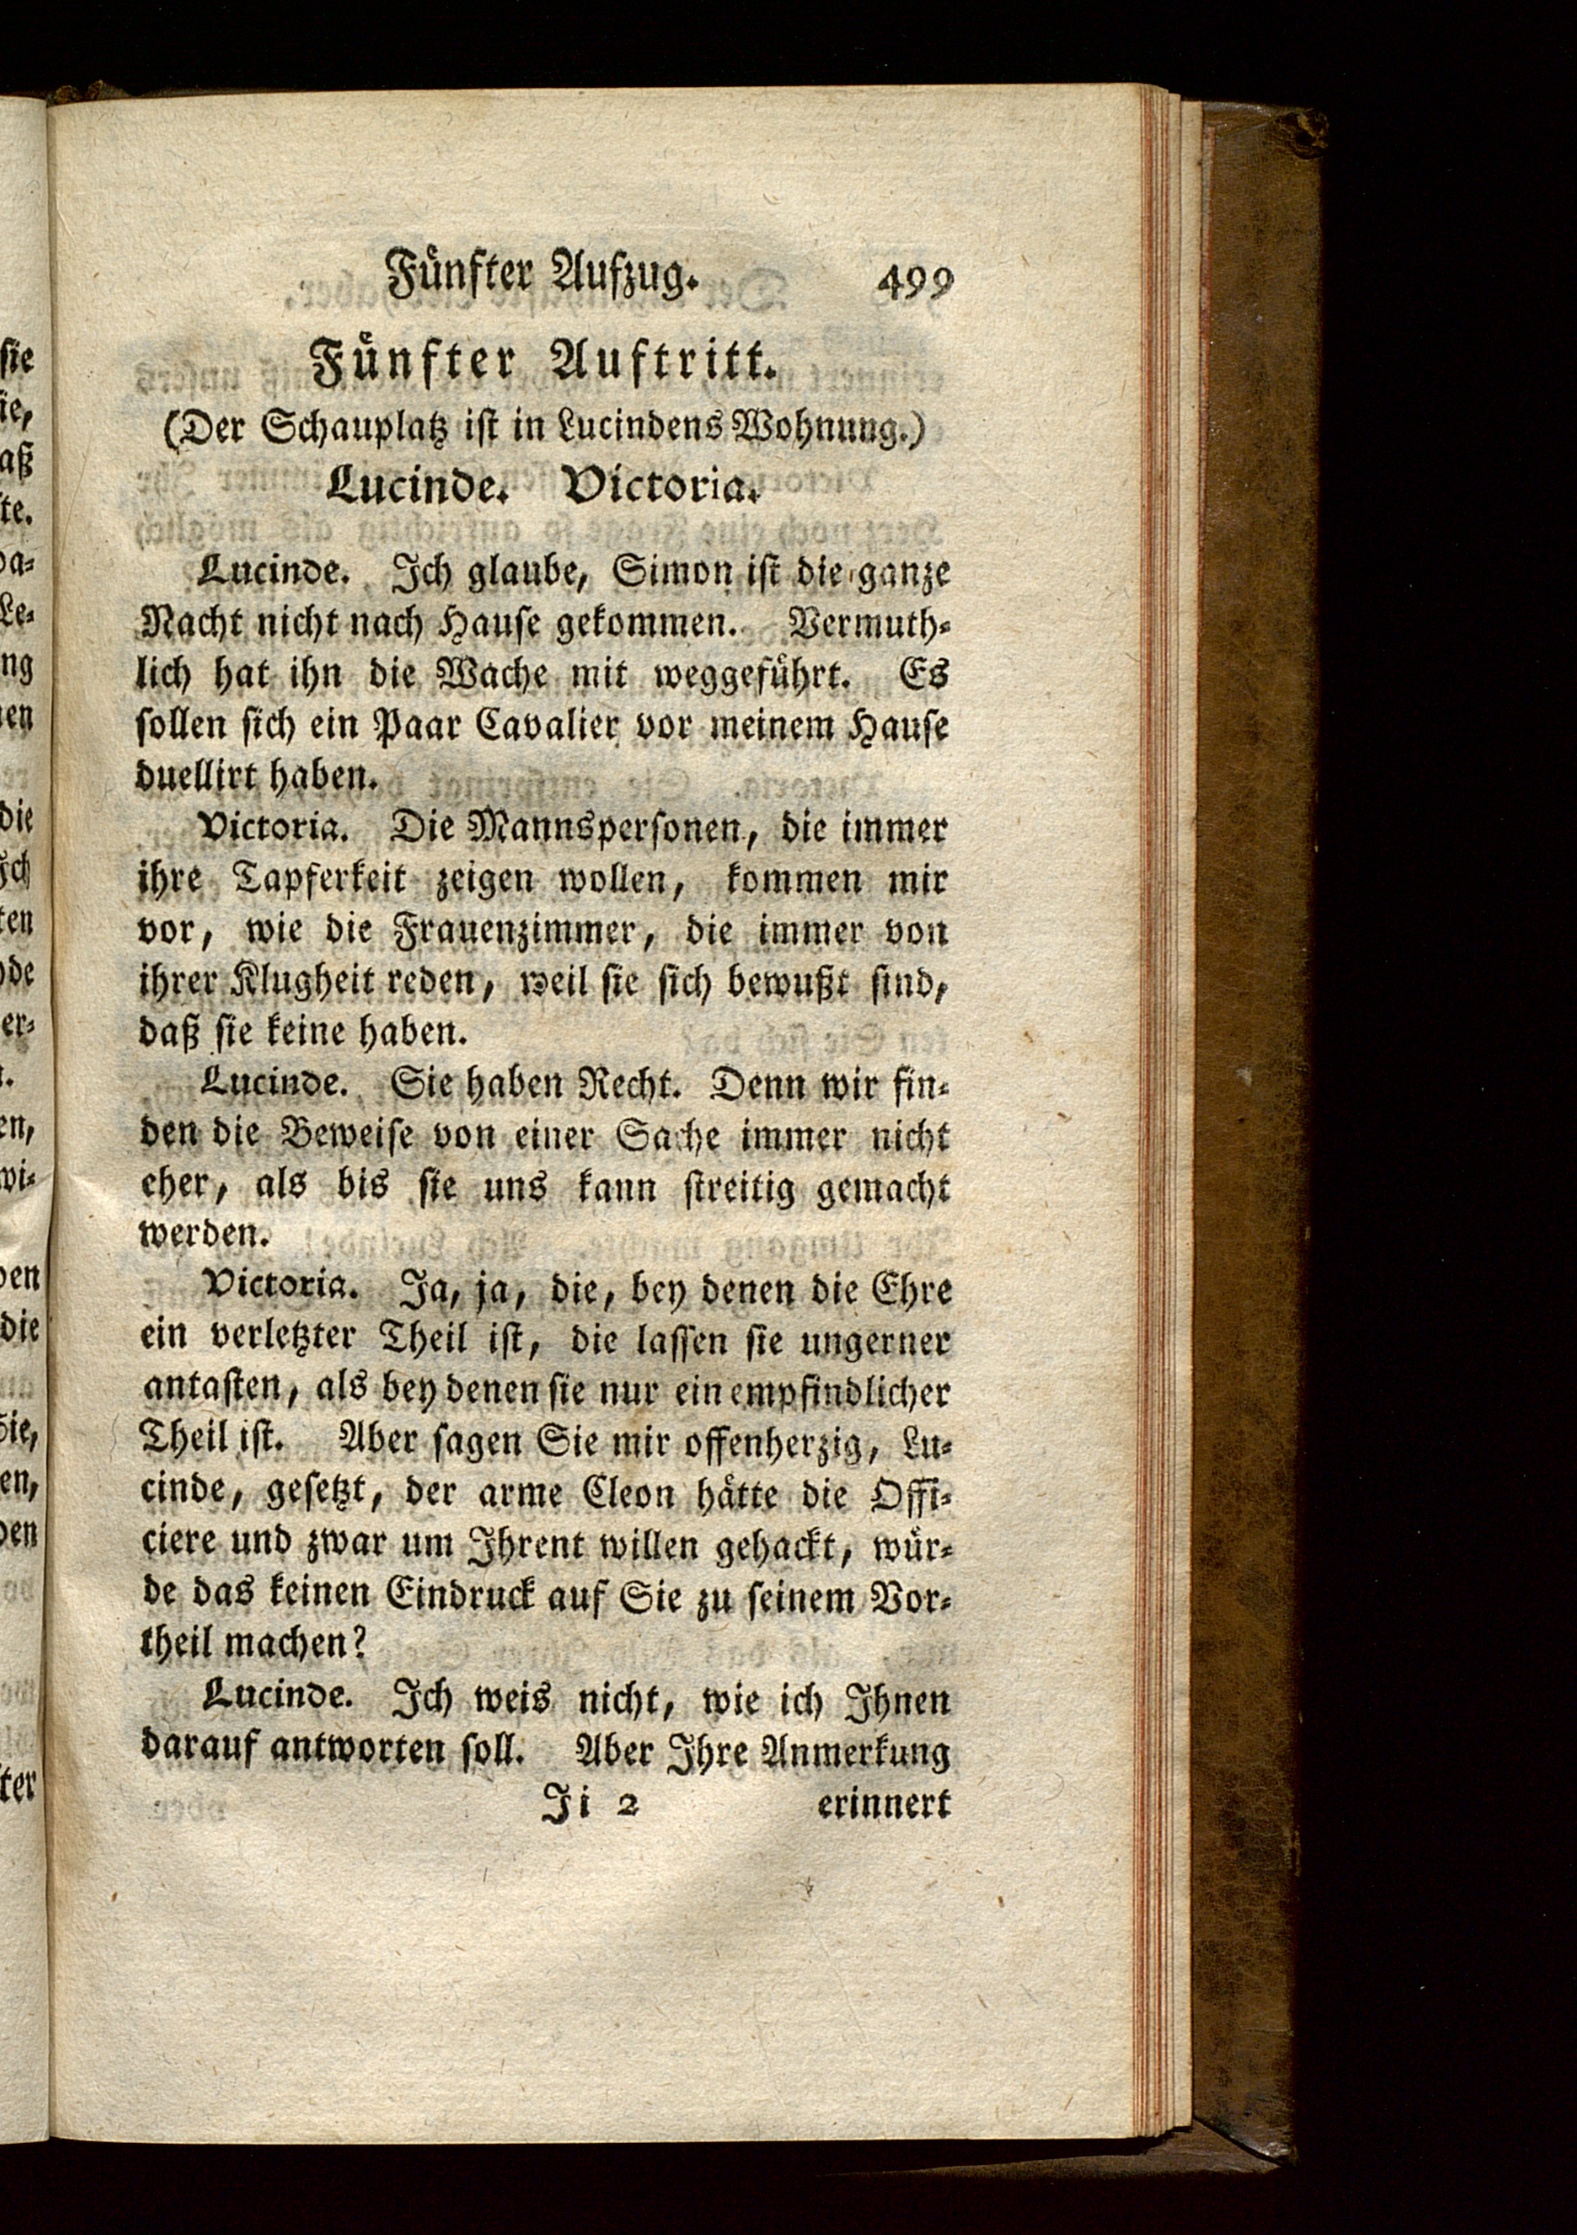 Fünfter Aufzug. 499
Fünfter Auftritt.
(Der Schauplatz ist in Lucindens Wohnung.)
Lucinde. Victoria.
Lucinde. Ich glaube, Simon ist die ganze
Nacht nicht nach Hause gekommen. Vermuth-
lich hat ihn die Wache mit weggeführt. Es
sollen sich ein Paar Cavalier vor meinem Hause
duellirt haben.
Victoria. Die Mannspersonen, die immer
ihre Tapferkeit zeigen wollen, kommen mir
vor, wie die Frauenzimmer, die immer von
ihrer Klugheit reden, weil sie sich bewußt sind,
daß sie keine haben.
Lucinde. Sie haben Recht. Denn wir fin-
den die Beweise von einer Sache immer nicht
eher, als bis sie uns kann streitig gemacht
werden.
Victoria. Ja, ja, die, bey denen die Ehre
ein verletzter Theil ist, die lassen sie ungerner
antasten, als bey denen sie nur ein empfindlicher
Theil ist. Aber sagen Sie mir offenherzig, Lu-
cinde, gesetzt, der arme Cleon hätte die Offi-
ciere und zwar um Ihrent willen gehackt, wür-
de das keinen Eindruck auf Sie zu seinem Vor-
theil machen?
Lucinde. Ich weis nicht, wie ich Ihnen
darauf antworten soll. Aber Ihre Anmerkung
Ji 2 erinnert